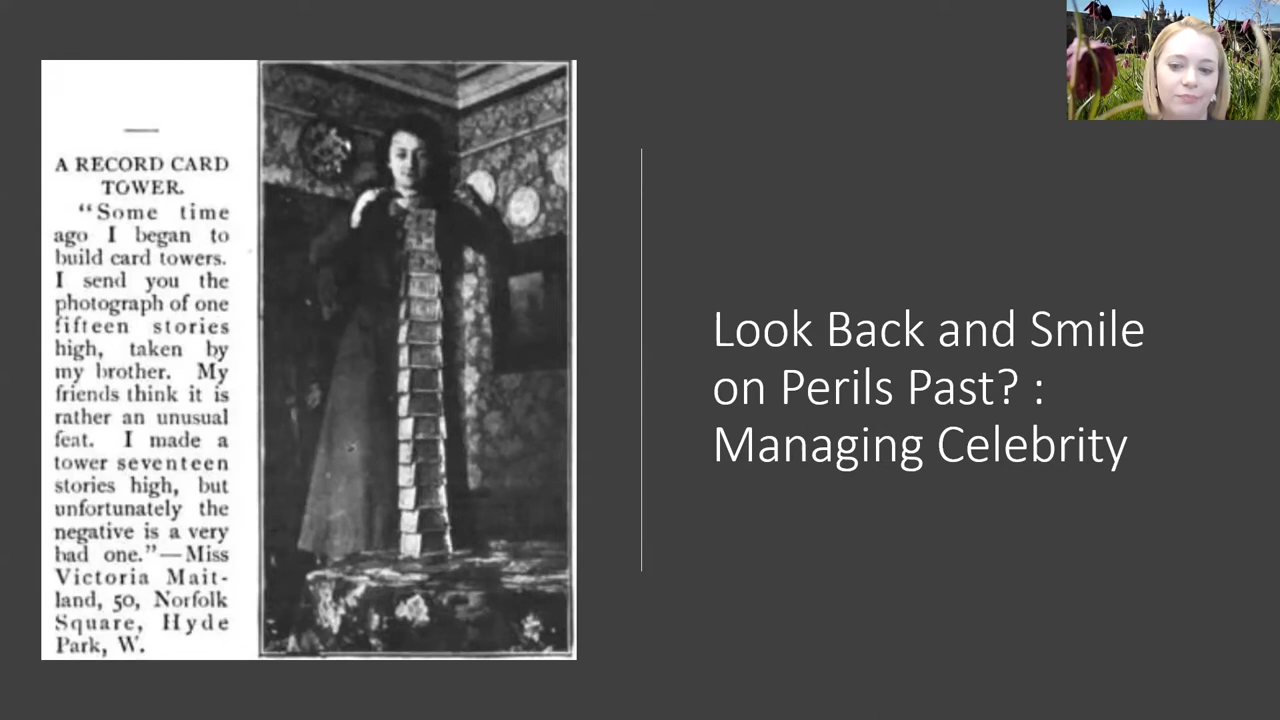 A RECORD CARD
TOWER.
"Some time
ago I began to
build card towers.
I send you the
photograph of one
fifteen stories
high, taken by
my brother. My
friends think it is
rather an unusual
feat. I made a
tower seventeen
stories high, but
unfortunately the
negative is a very
bad one."—Miss
Victoria Mait-
land, 50, Norfolk
Square, Hyde
Park, W.
Look Back and Smile
on Perils Past? :
Managing Celebrity